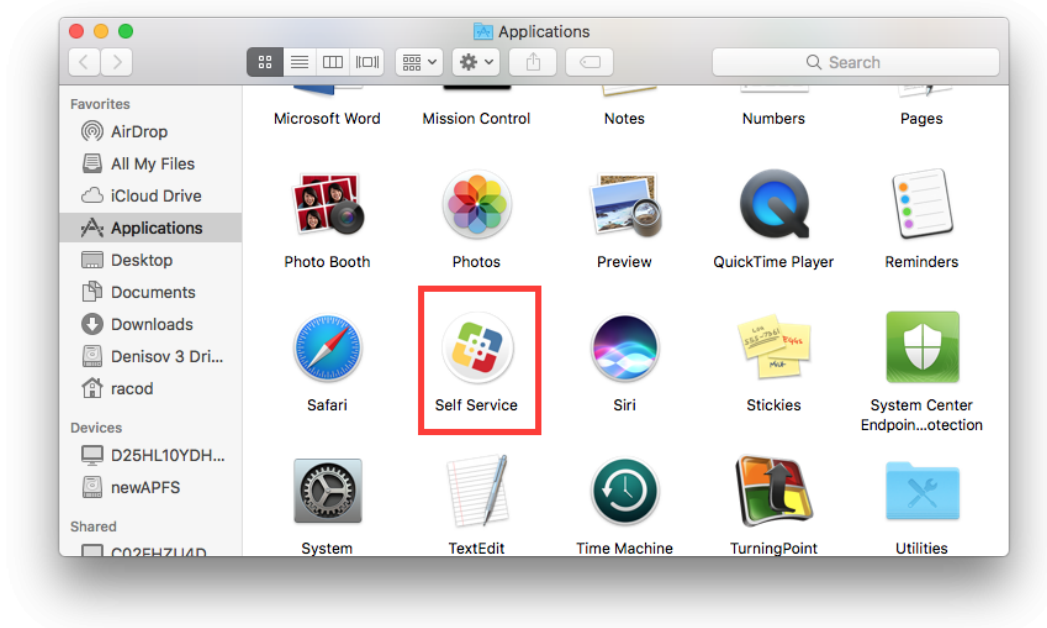 Applications
Search
Favorites
AirDrop
All My Files
iCloud Drive
Applications
Desktop
Documents
Downloads
Denisov 3 Dri...
racod
Devices
D25HL10YDH...
newAPFS
Shared
Microsoft Word
Mission Control
Notes
Numbers
Pages
Photo Booth
Photos
Preview
QuickTime Player
Reminders
Safari
Self Service
Siri
Stickies
System Center
Endpoin...otection
System
TextEdit
Time Machine
TurningPoint
Utilities